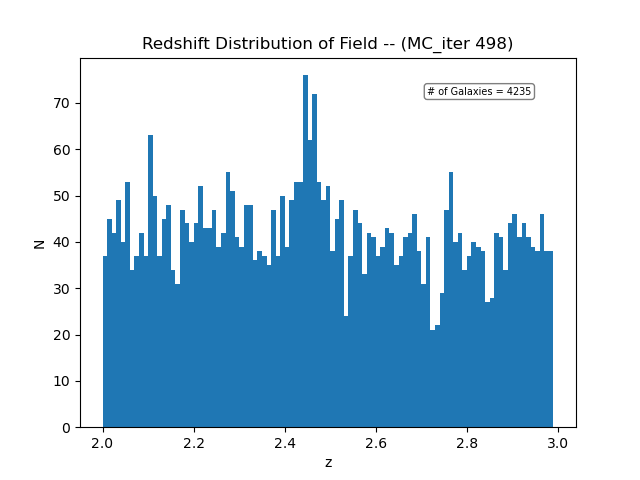 Redshift Distribution of Field -- (MC_iter 498)
# of Galaxies = 4235
70
60
50
40
30
20
10
0
N
2.0 2.2 2.4 2.6 2.8 3.0
z